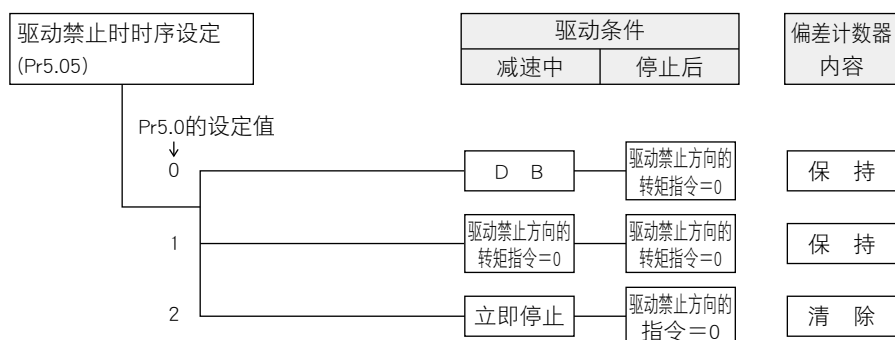 驱动禁止时时序设定
(Pr5.05)
驱动条件
减速中
停止后
偏差计数器
内容
Pr5.0的设定值
↓
0
D B
驱动禁止方向的
转矩指令=0
保 持
1
驱动禁止方向的
转矩指令=0
驱动禁止方向的
转矩指令=0
保 持
2
立即停止
驱动禁止方向的
指令=0
清 除